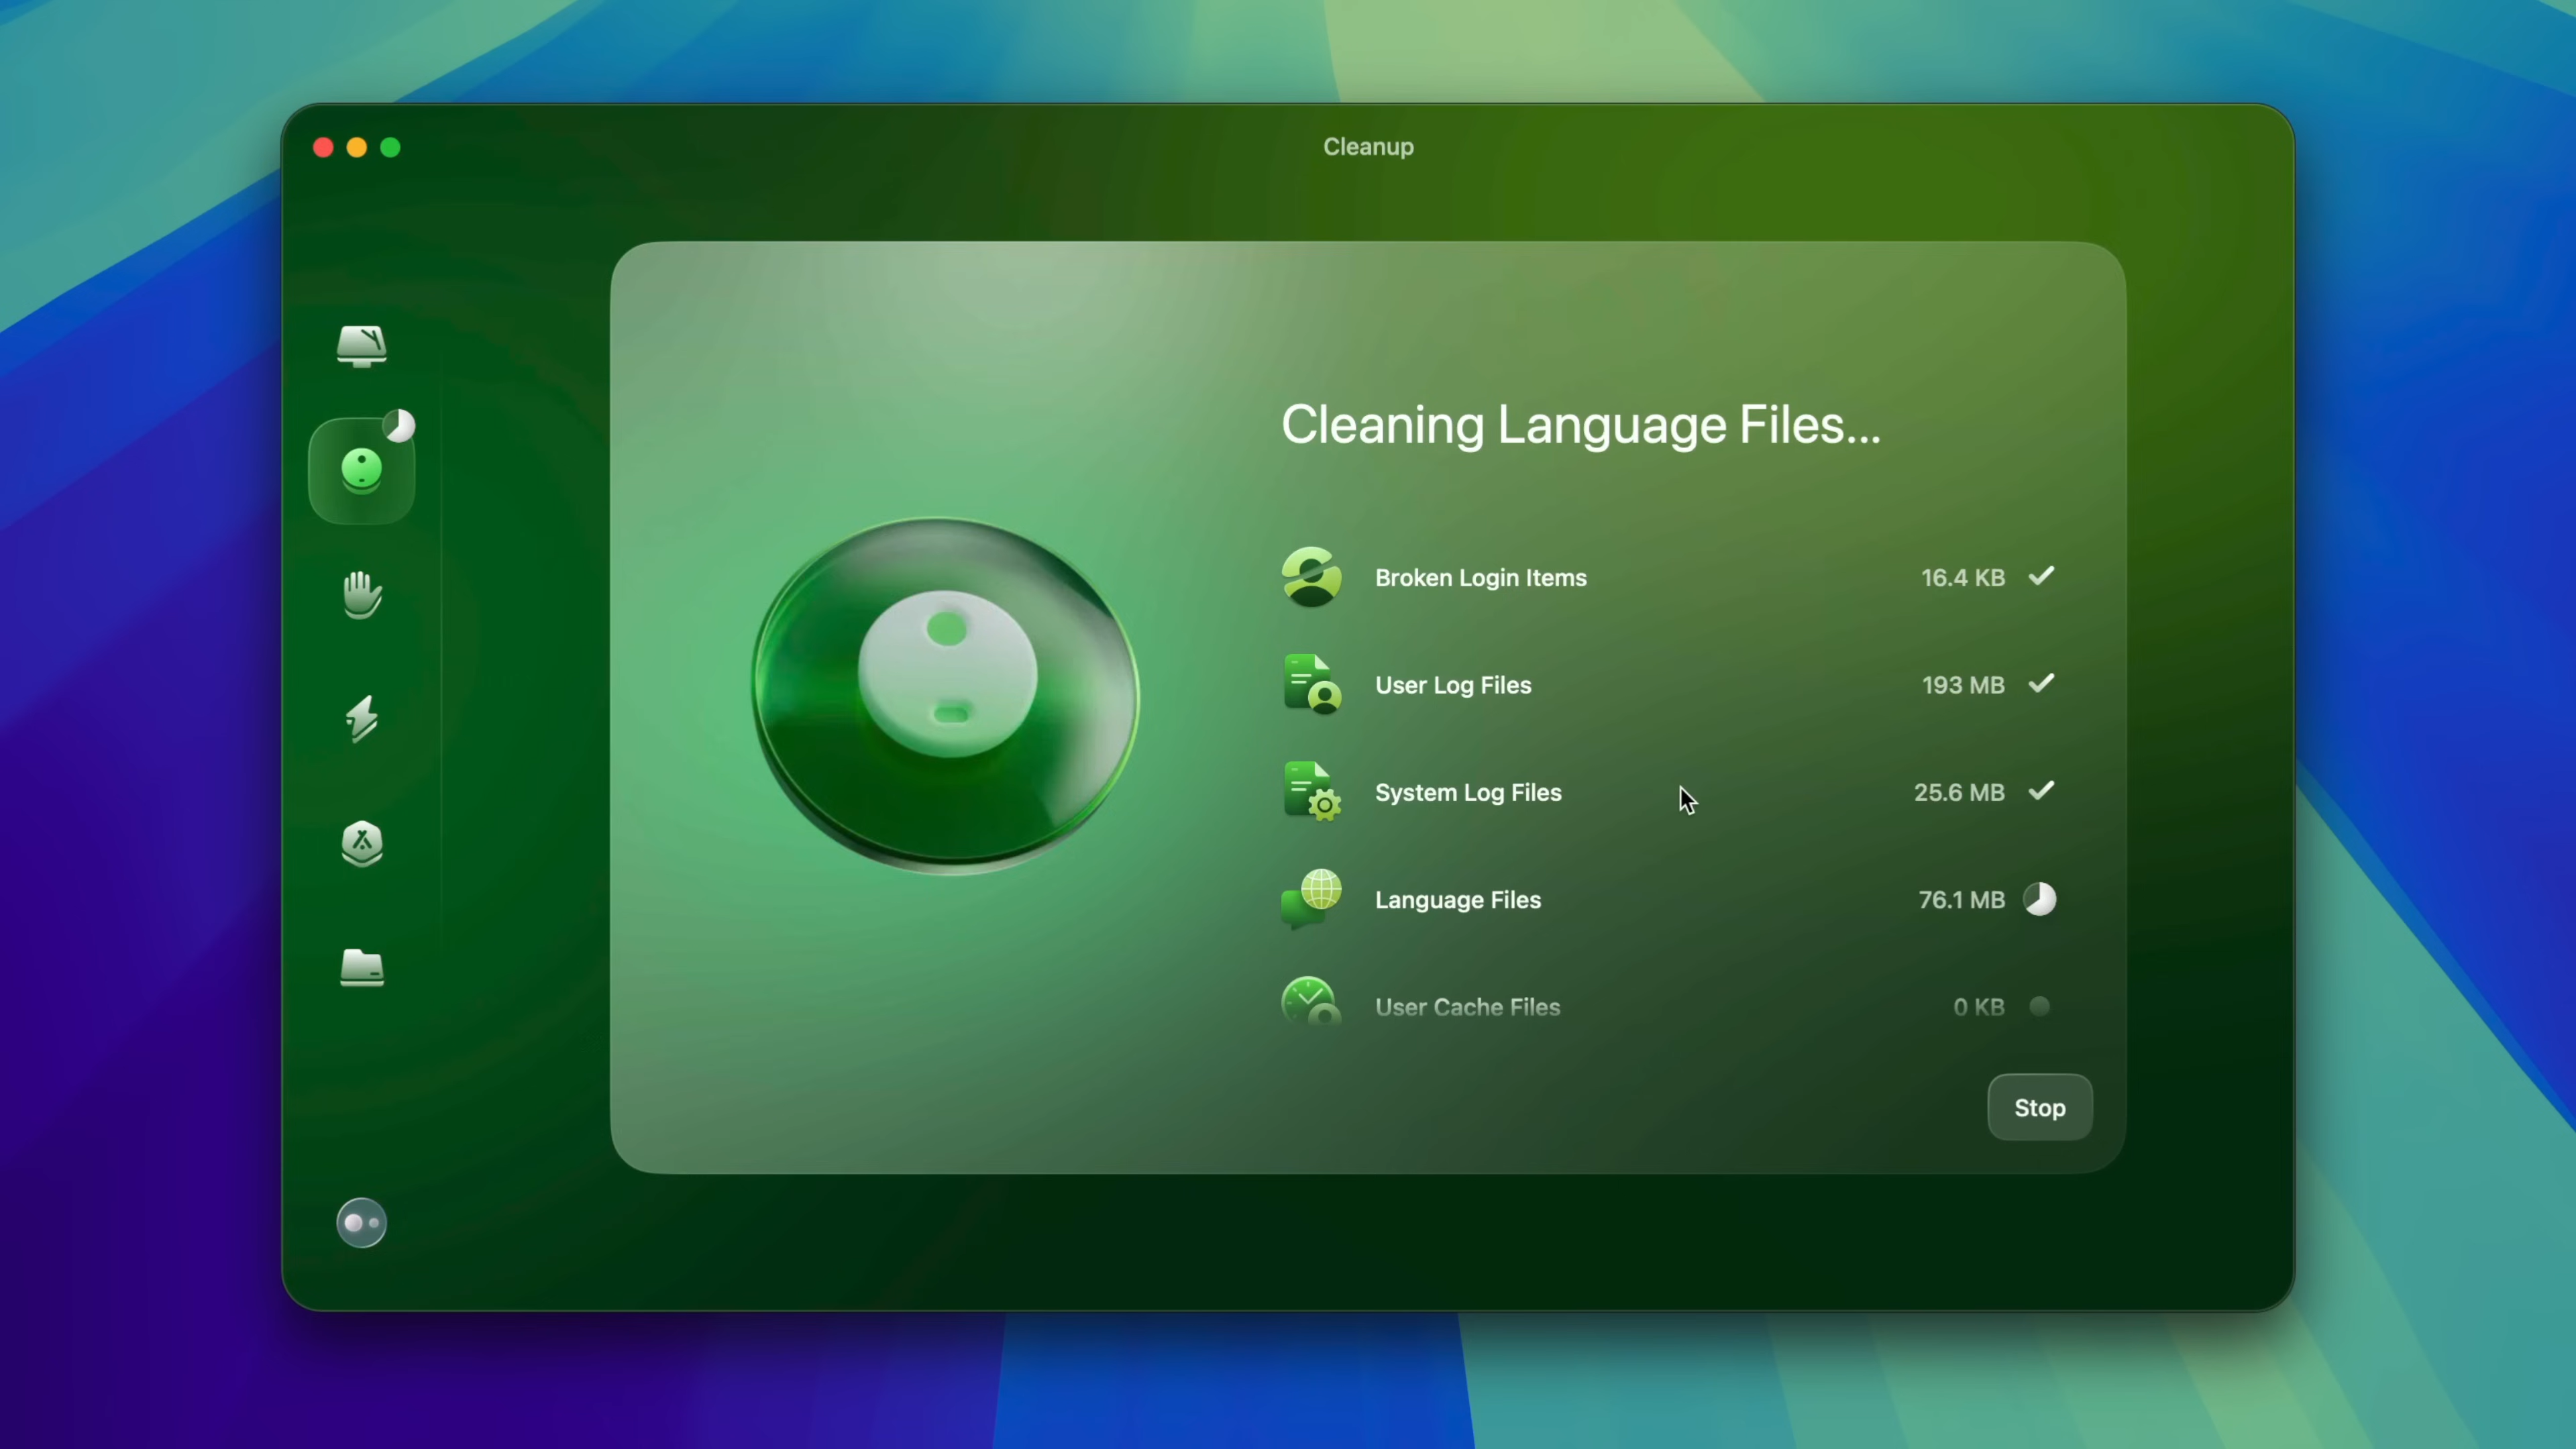 Cleanup
Cleaning Language Files...
Broken Login Items 16.4 KB
User Log Files 193 MB
System Log Files 25.6 MB
Language Files 76.1 MB
User Cache Files 0 KB
Stop